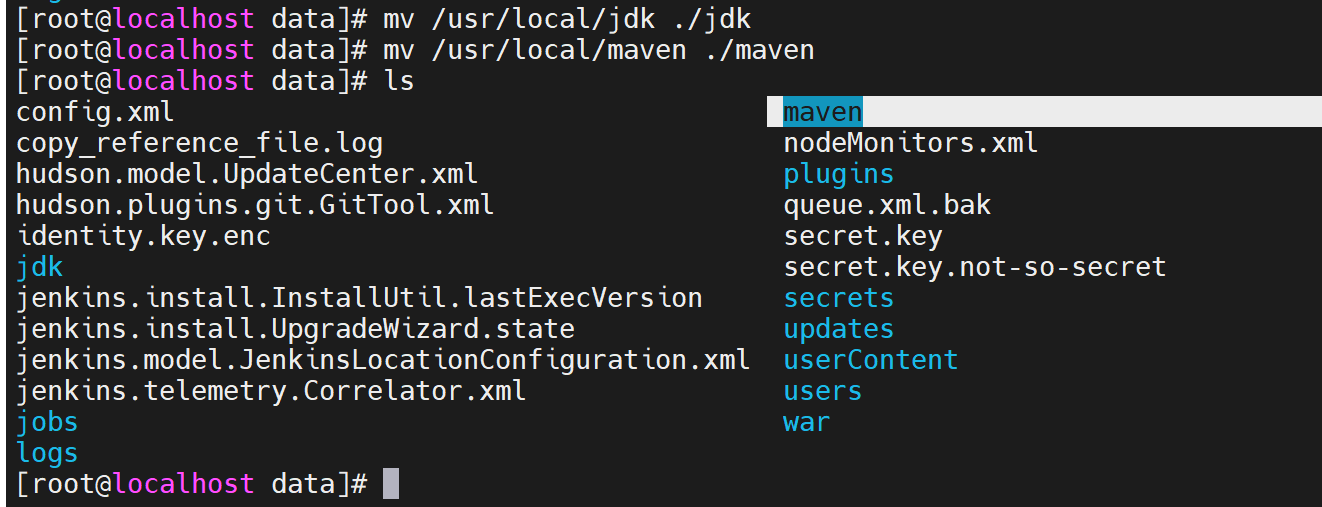 [root@localhost data]# mv /usr/local/jdk ./jdk
[root@localhost data]# mv /usr/local/maven ./maven
[root@localhost data]# ls
config.xml maven
copy_reference_file.log nodeMonitors.xml
hudson.model.UpdateCenter.xml plugins
hudson.plugins.git.GitTool.xml queue.xml.bak
identity.key.enc secret.key
jdk secret.key.not-so-secret
jenkins.install.InstallUtil.lastExecVersion secrets
jenkins.install.UpgradeWizard.state updates
jenkins.model.JenkinsLocationConfiguration.xml userContent
jenkins.telemetry.Correlator.xml users
jobs war
logs
[root@localhost data]#